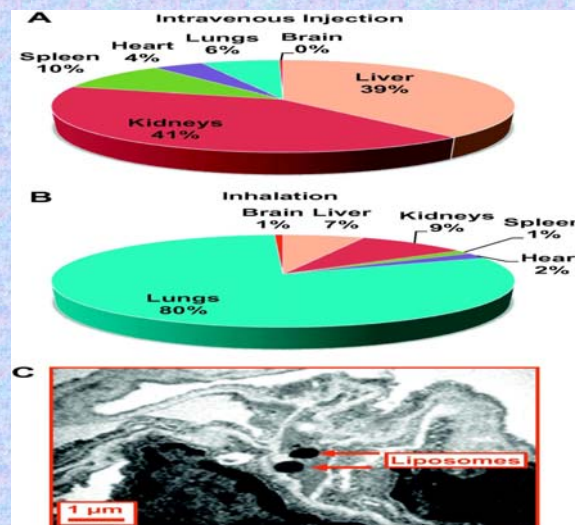 A
Intravenous Injection
Spleen
10%
Heart
4%
Lungs
6%
Brain
0%
Liver
39%
Kidneys
41%
B
Inhalation
Brain
1%
Liver
7%
Kidneys
9%
Spleen
1%
Heart
2%
Lungs
80%
C
Liposomes
1 μm